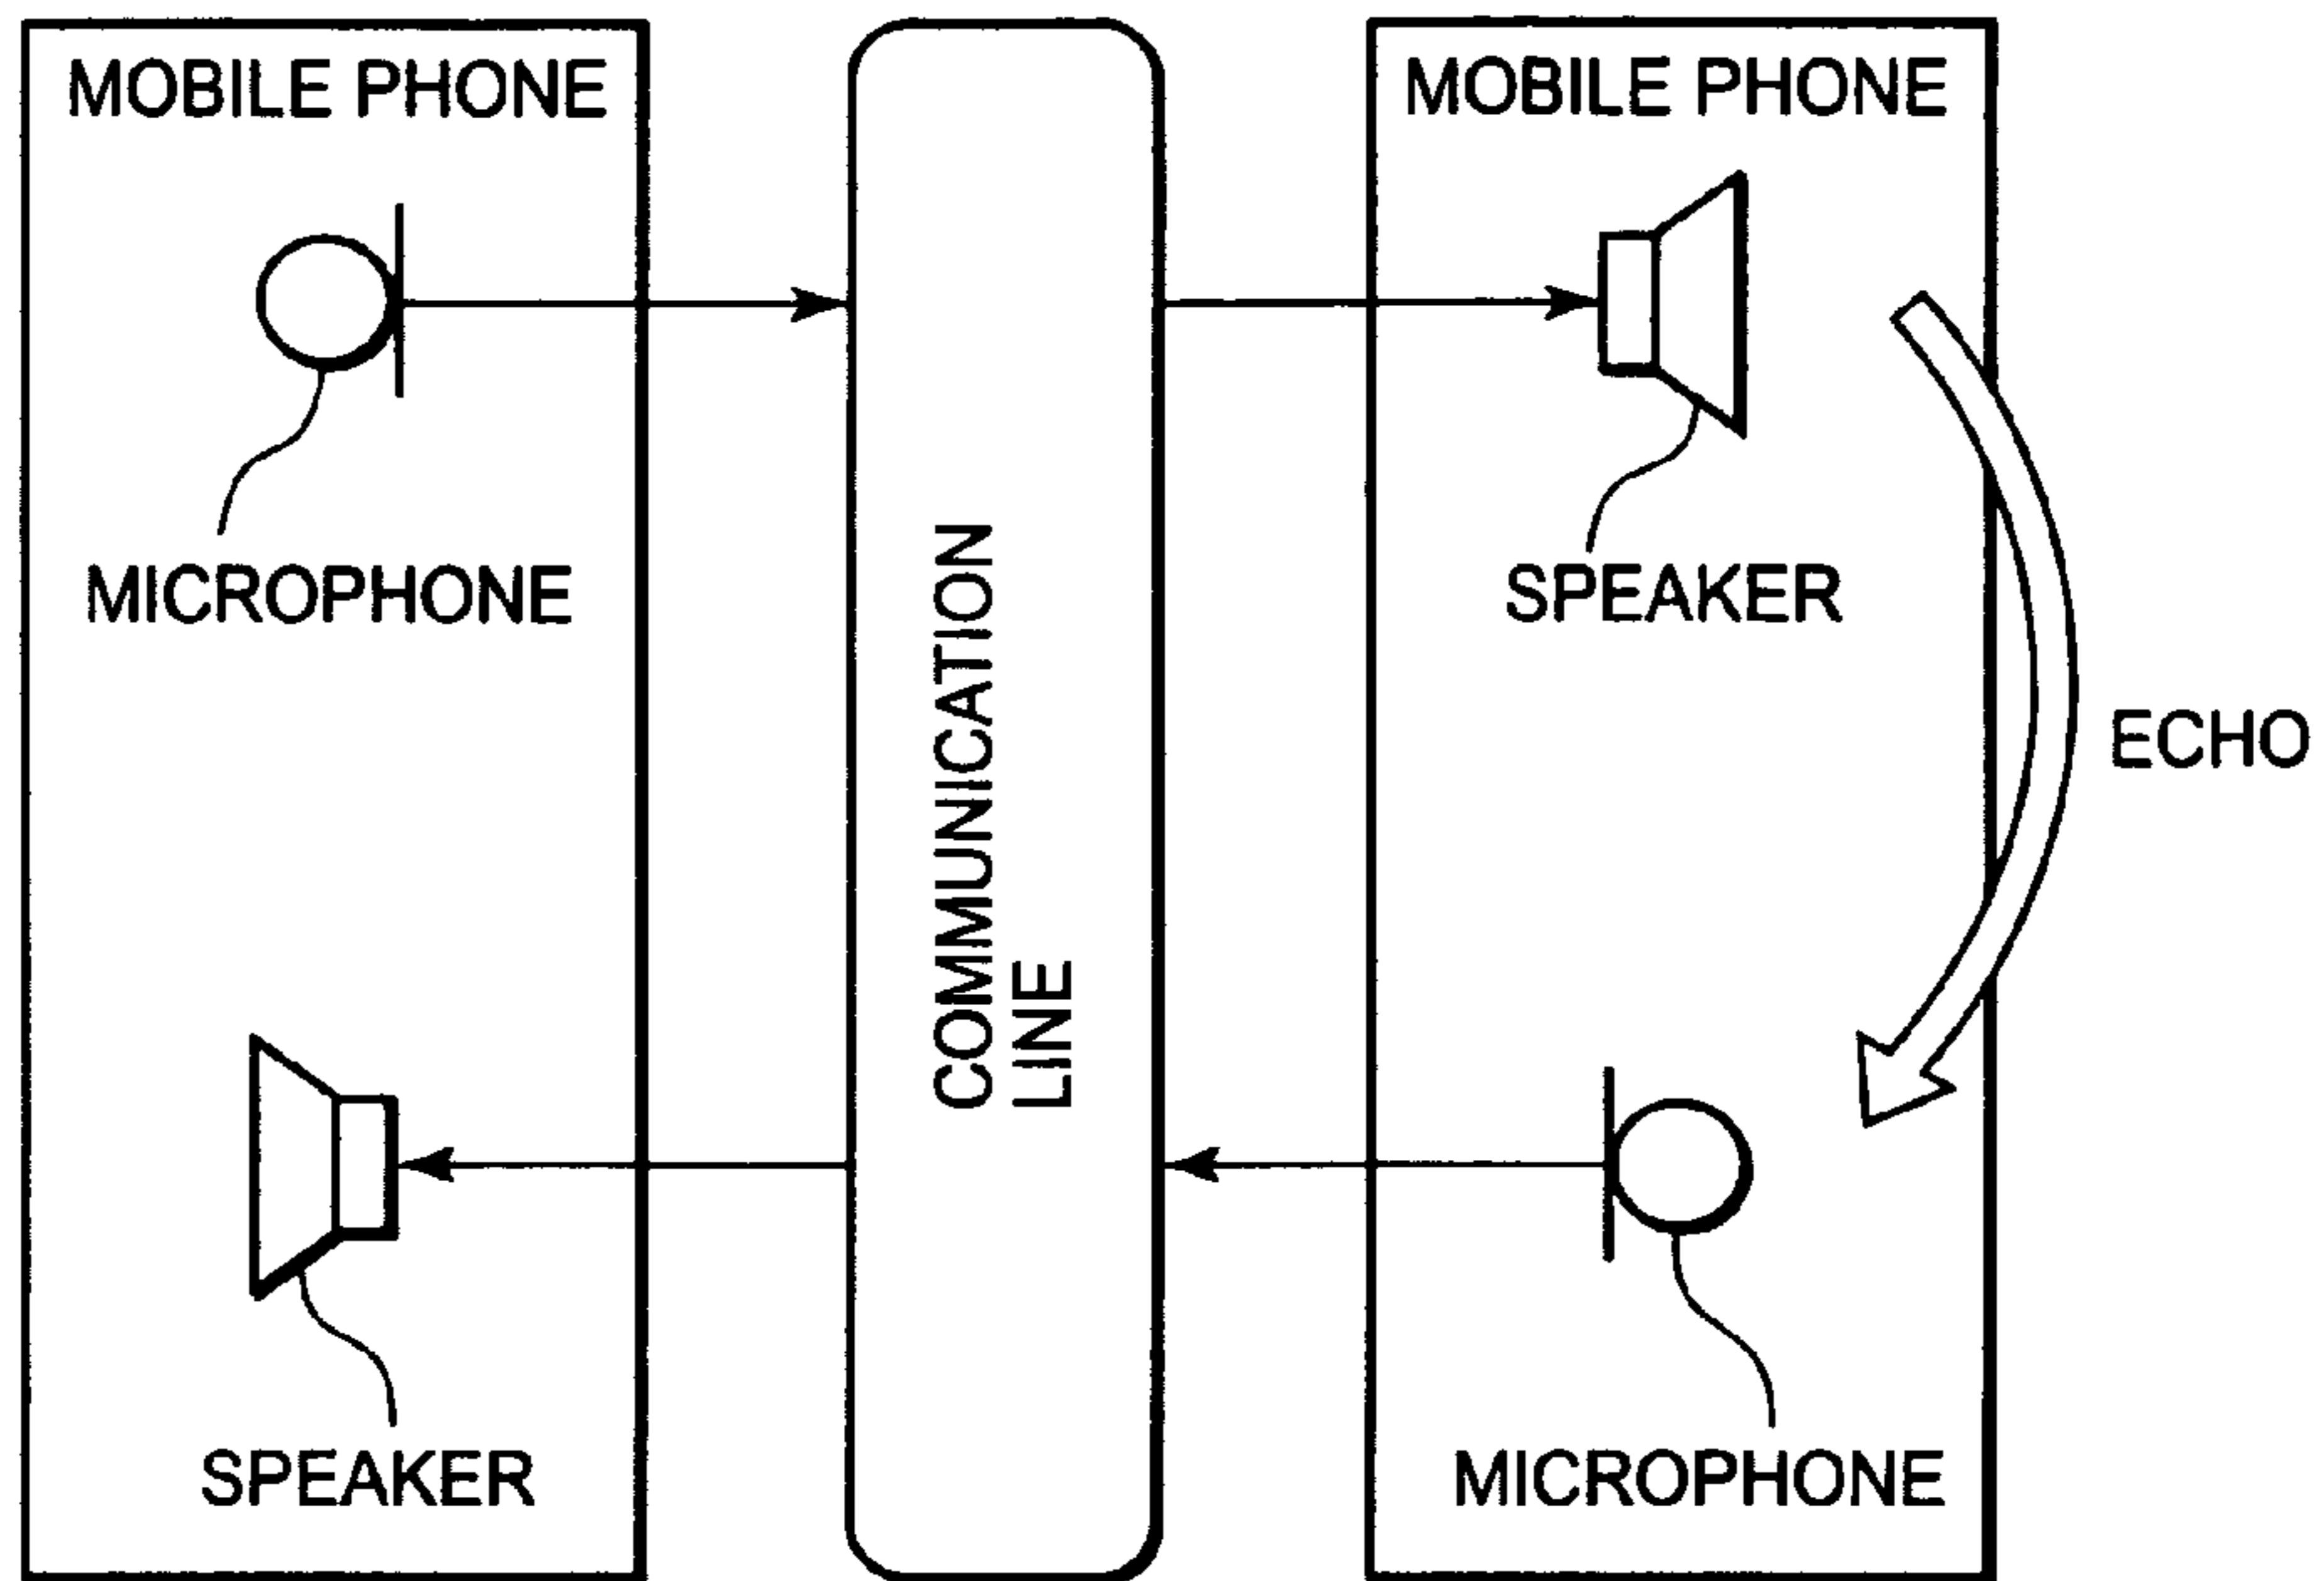 MOBILE PHONE
MICROPHONE
SPEAKER
COMMUNICATION
LINE
MOBILE PHONE
SPEAKER
ECHO
MICROPHONE